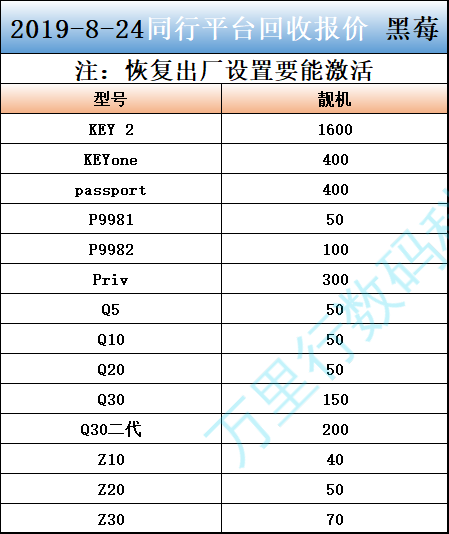 2019-8-24同行平台回收报价 黑莓
注：恢复出厂设置要能激活
型号 靓机
KEY 2 1600
KEYone 400
passport 400
P9981 50
P9982 100
Priv 300
Q5 50
Q10 50
Q20 50
Q30 150
Q30二代 200
Z10 40
Z20 50
Z30 70
万里行数码科